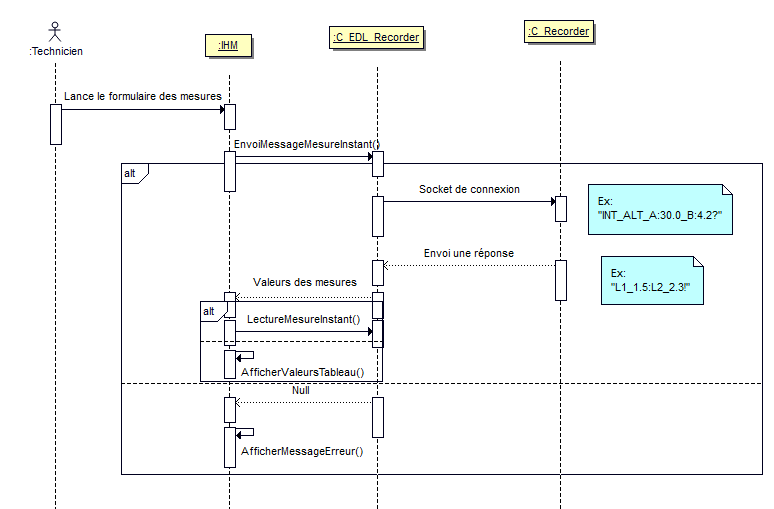 :Technicien
:IHM
:C_EDL_Recorder
:C_Recorder
Lance le formulaire des mesures
EnvoiMessageMesureInstant()
alt
Socket de connexion
Ex:
"INT_ALT_A:30.0_B:4.2?"
Envoi une réponse
Ex:
"L1_1.5:L2_2.3!"
Valeurs des mesures
alt
LectureMesureInstant()
AfficherValeursTableau()
Null
AfficherMessageErreur()